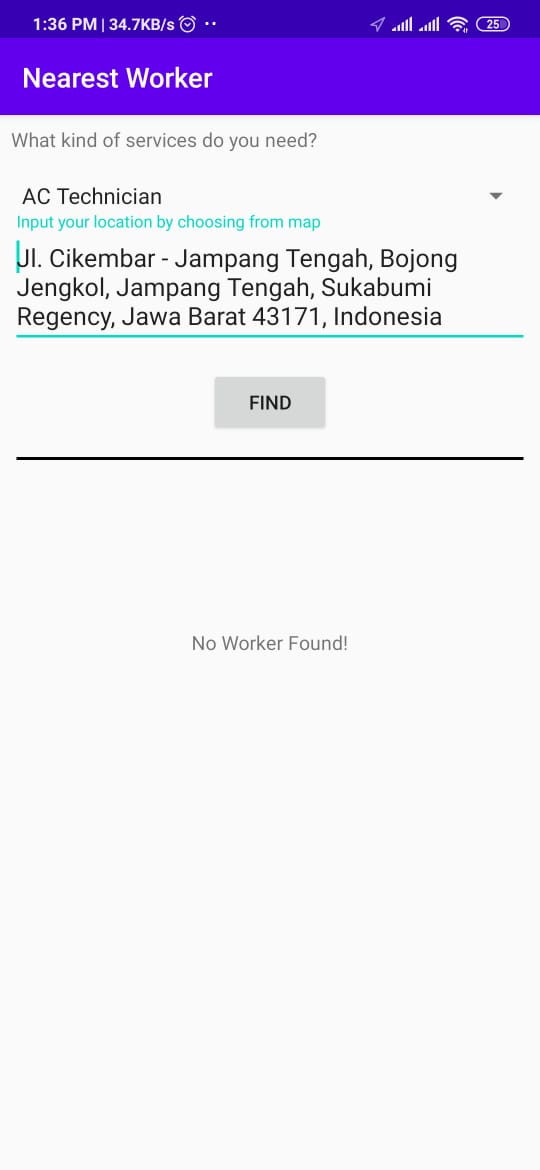 1:36 PM | 34.7KB/s
25
Nearest Worker
What kind of services do you need?
AC Technician
Input your location by choosing from map
Jl. Cikembar - Jampang Tengah, Bojong
Jengkol, Jampang Tengah, Sukabumi
Regency, Jawa Barat 43171, Indonesia
FIND
No Worker Found!